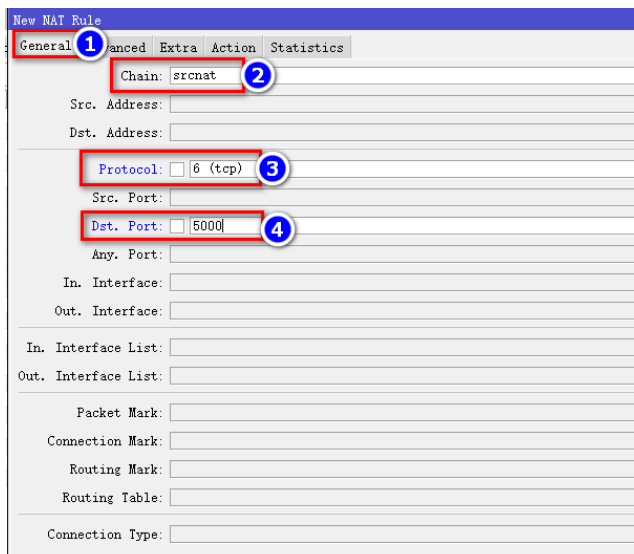 New NAT Rule
General 1 anced Extra Action Statistics
Chain: srcnat 2
Src. Address:
Dst. Address:
Protocol: 6 (tcp) 3
Src. Port:
Dst. Port: 5000 4
Any. Port:
In. Interface:
Out. Interface:
In. Interface List:
Out. Interface List:
Packet Mark:
Connection Mark:
Routing Mark:
Routing Table:
Connection Type: